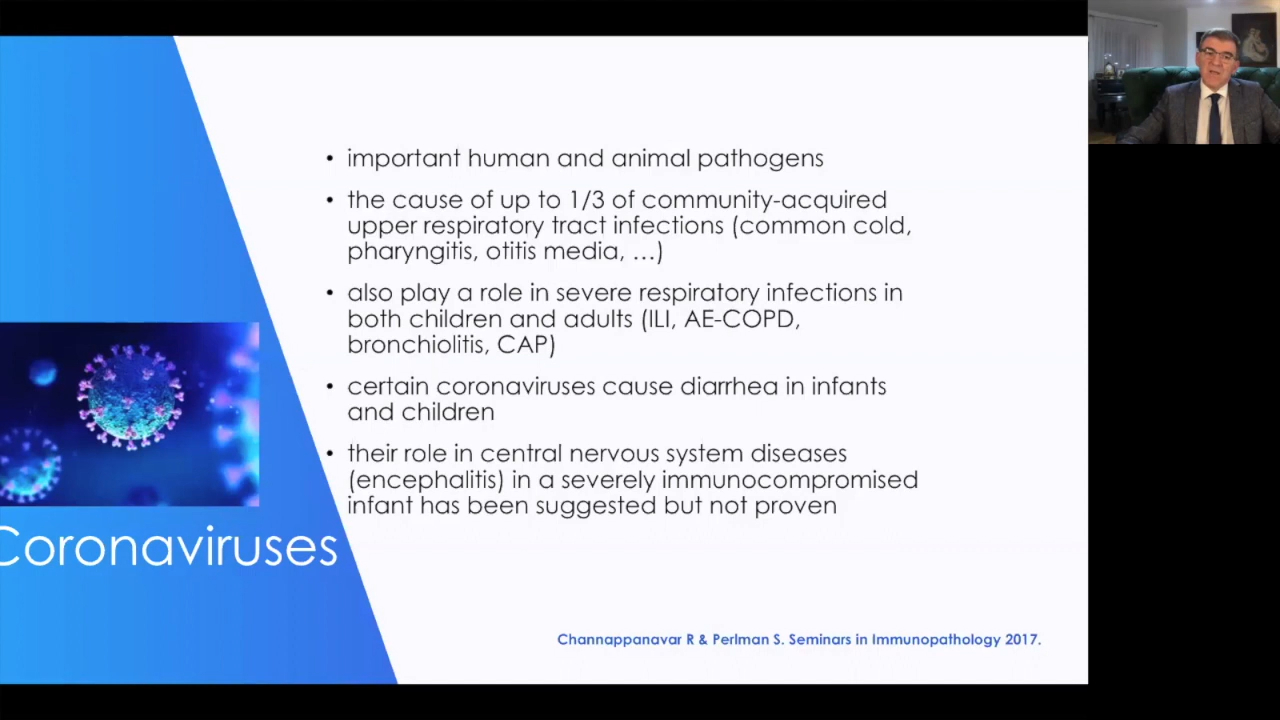 • important human and animal pathogens
• the cause of up to 1/3 of community-acquired
upper respiratory tract infections (common cold,
pharyngitis, otitis media, …)
• also play a role in severe respiratory infections in
both children and adults (ILI, AE-COPD,
bronchiolitis, CAP)
• certain coronaviruses cause diarrhea in infants
and children
• their role in central nervous system diseases
(encephalitis) in a severely immunocompromised
infant has been suggested but not proven
Coronaviruses
Channappanavar R & Perlman S. Seminars in Immunopathology 2017.